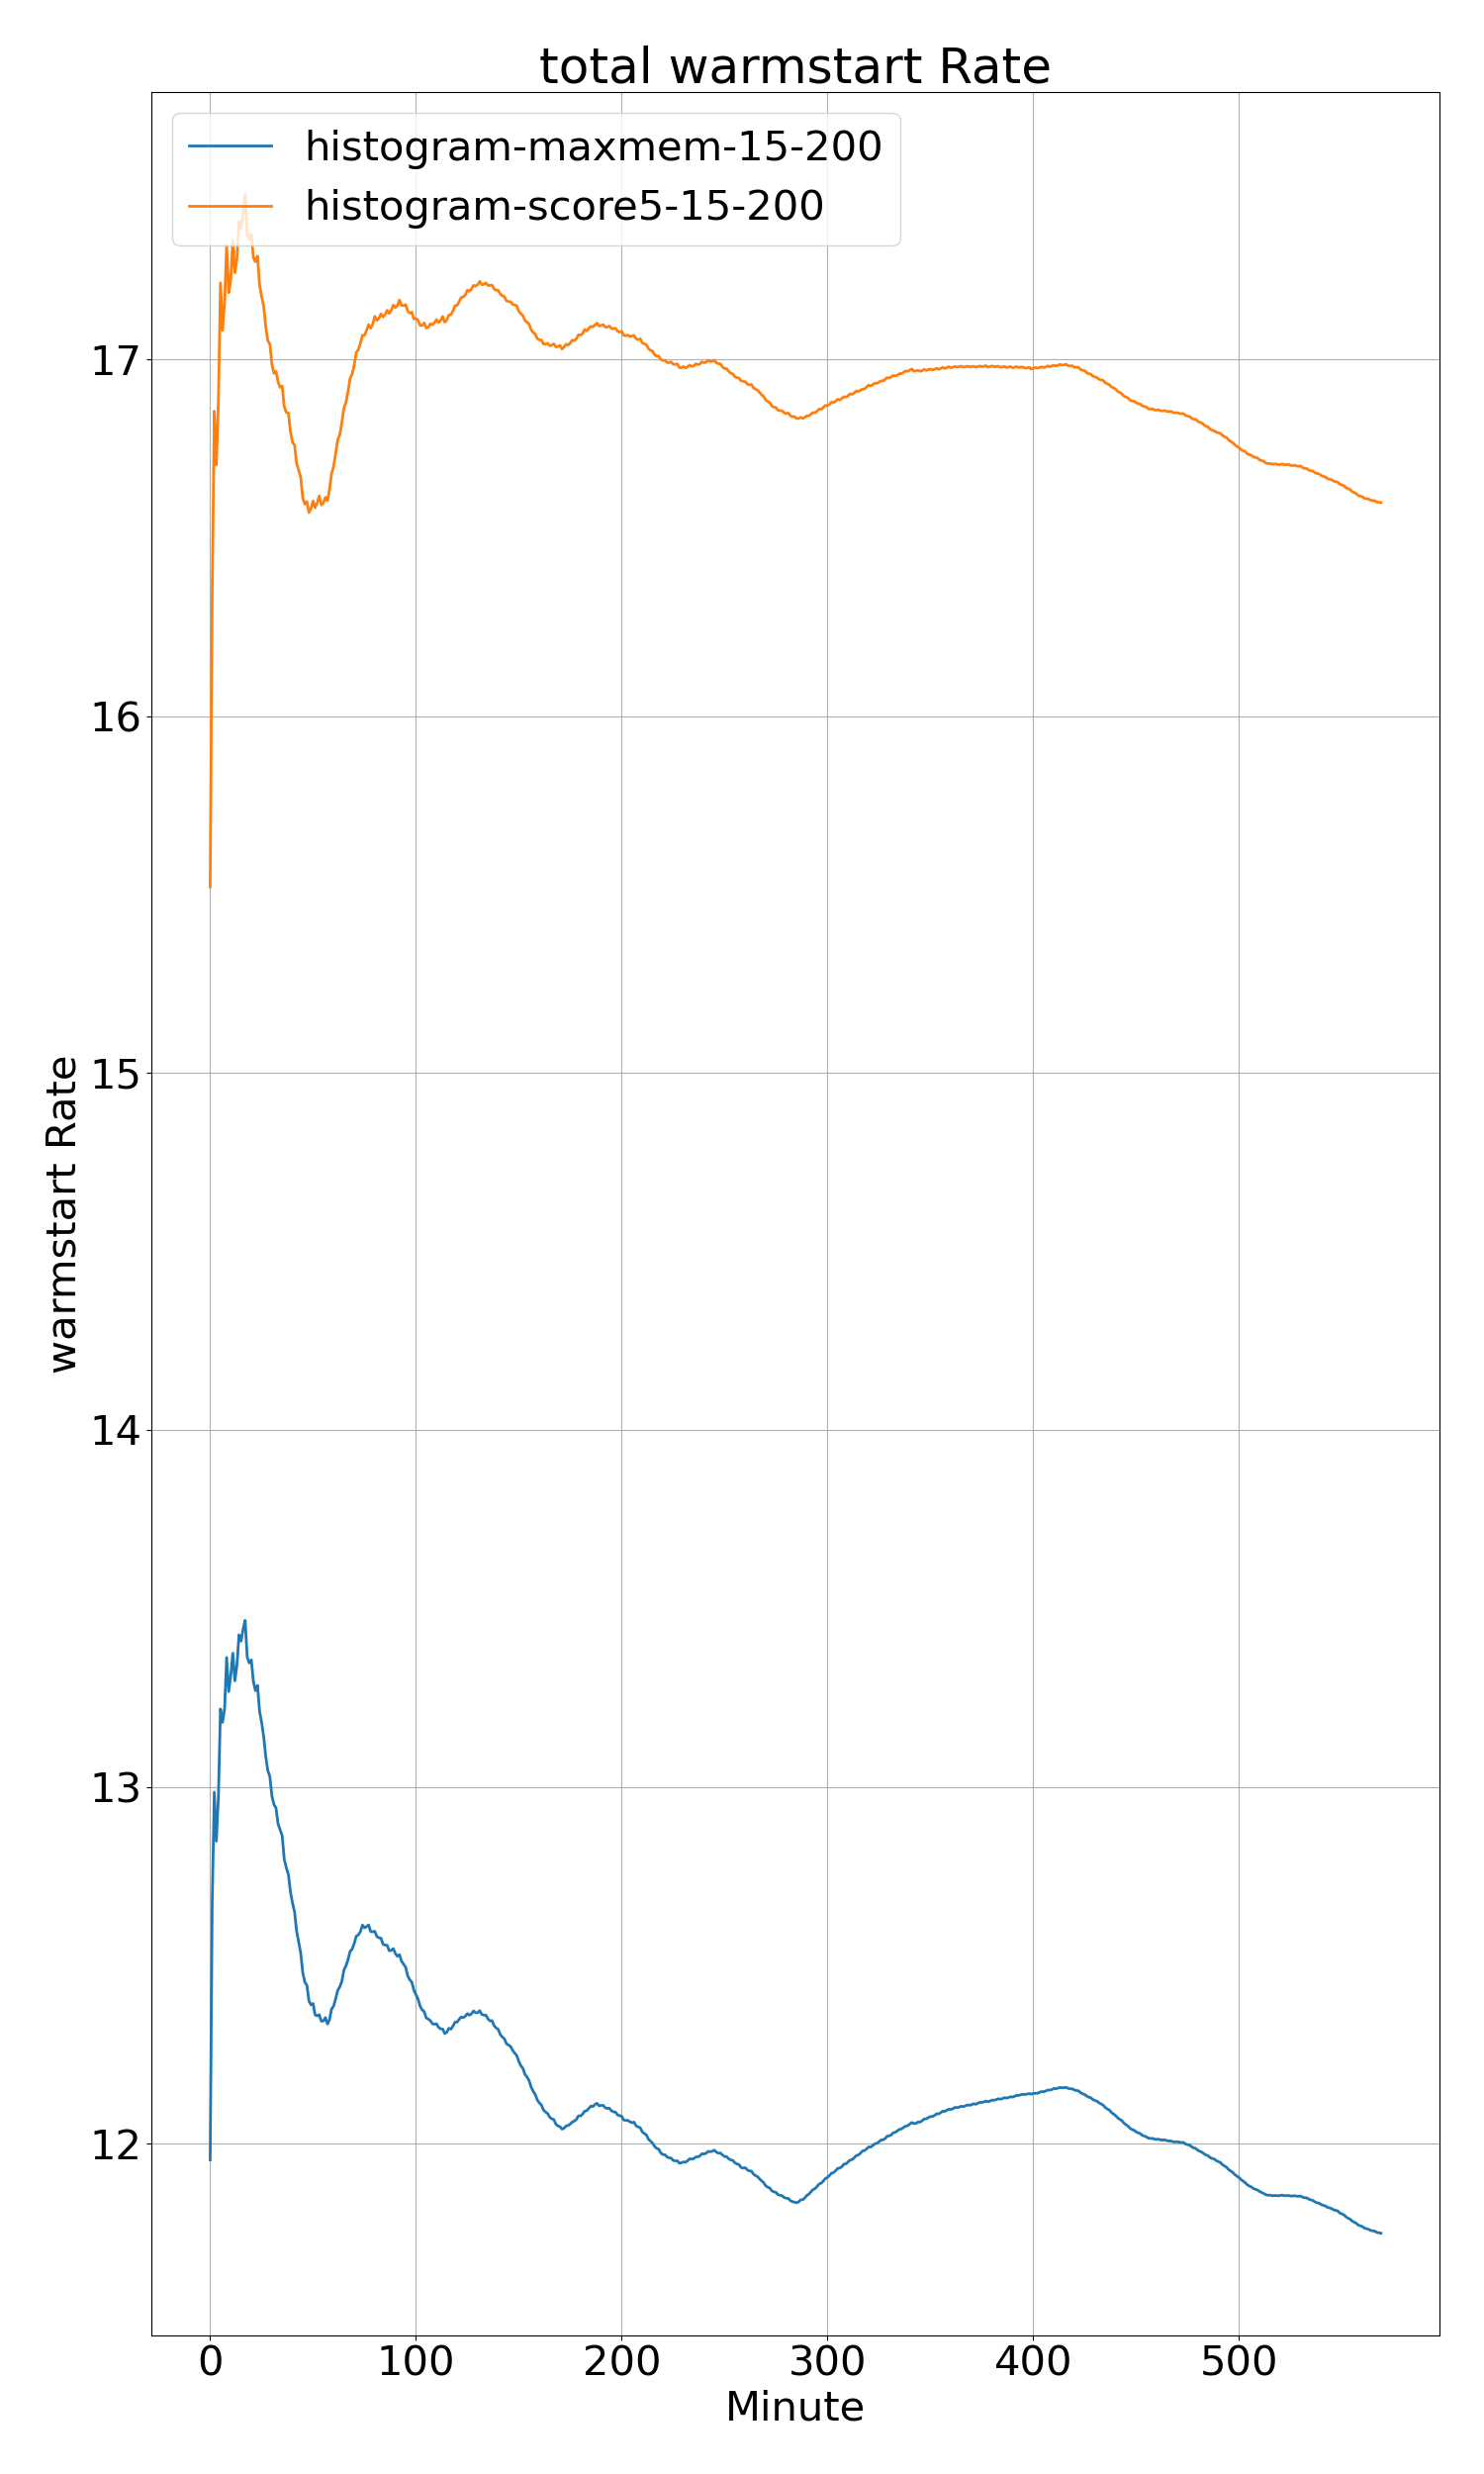 total warmstart Rate
histogram-maxmem-15-200
histogram-score5-15-200
17
16
15
14
13
12
warmstart Rate
0 100 200 300 400 500
Minute